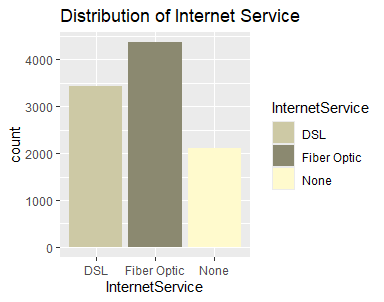 Distribution of Internet Service
count
4000
3000
2000
1000
0
DSL Fiber Optic None
InternetService
InternetService
DSL
Fiber Optic
None